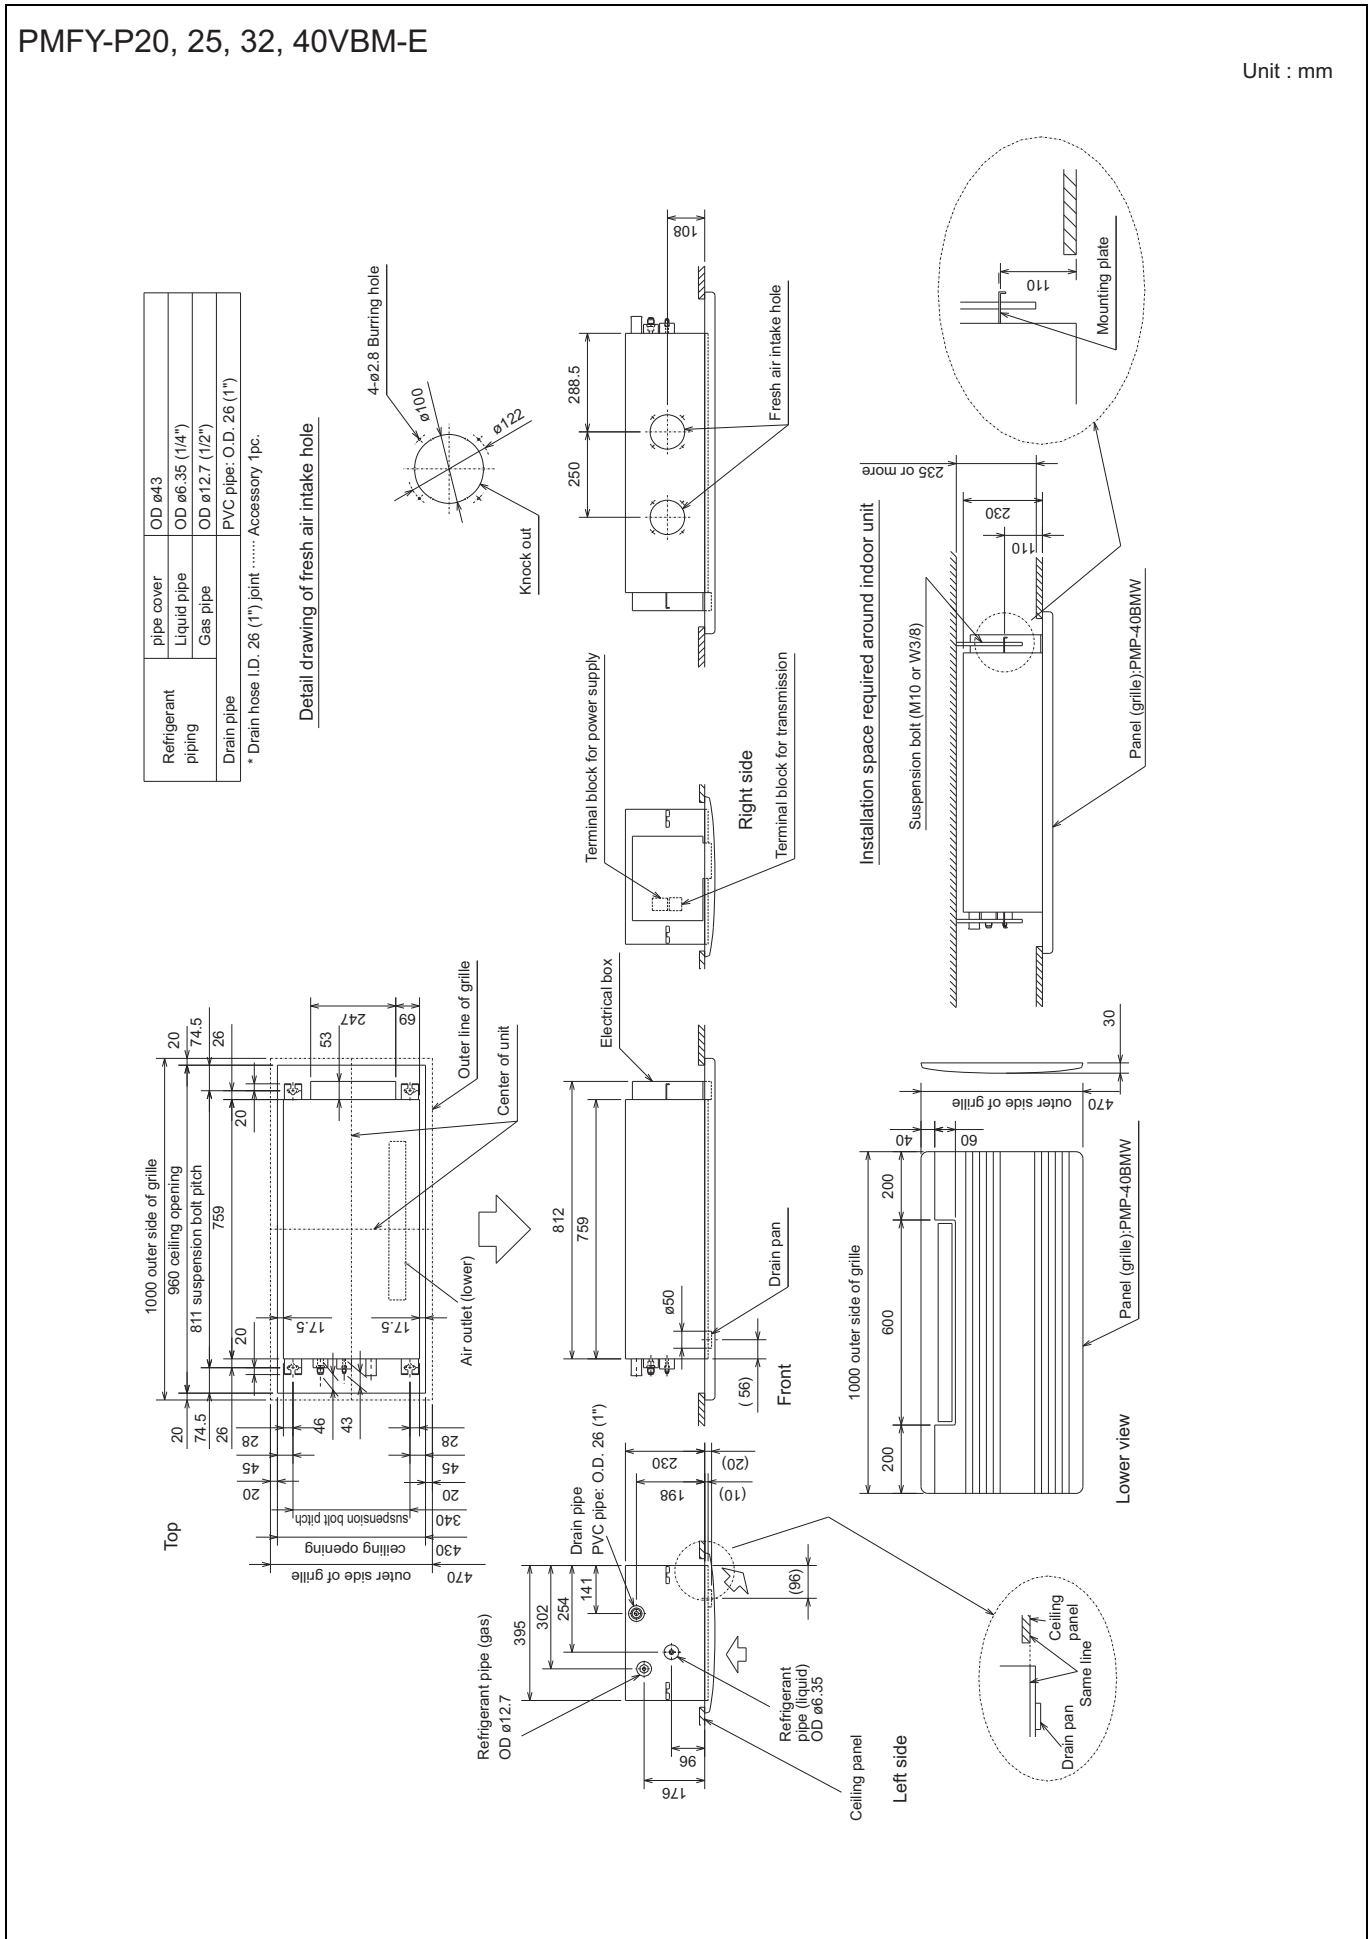 PMFY-P20, 25, 32, 40VBM-E
Unit : mm
Refrigerant
piping
pipe cover
OD ø43
Liquid pipe
OD ø6.35 (1/4")
Gas pipe
OD ø12.7 (1/2")
Drain pipe
PVC pipe: O.D. 26 (1")
* Drain hose I.D. 26 (1") joint ······· Accessory 1pc.
Detail drawing of fresh air intake hole
4-ø2.8 Burring hole
ø100
ø122
Knock out
Top
1000 outer side of grille
960 ceiling opening
811 suspension bolt pitch
759
20
74.5
26
20
20
74.5
26
20
53
247
69
17.5
17.5
46
43
28
45
20
28
45
20
340
suspension bolt pitch
430
ceiling opening
470
outer side of grille
Outer line of grille
Center of unit
Air outlet (lower)
Refrigerant pipe (gas)
OD ø12.7
Drain pipe
PVC pipe: O.D. 26 (1")
395
302
254
141
230
198
(20)
(10)
(96)
96
176
Refrigerant
pipe (liquid)
OD ø6.35
Ceiling panel
Left side
Ceiling
panel
Same line
Drain pan
812
759
ø50
(56)
Electrical box
Drain pan
Front
Terminal block for power supply
Terminal block for transmission
Right side
288.5
250
108
Fresh air intake hole
1000 outer side of grille
200
600
200
40
60
470
outer side of grille
30
Panel (grille):PMP-40BMW
Lower view
Installation space required around indoor unit
Suspension bolt (M10 or W3/8)
235 or more
230
110
Panel (grille):PMP-40BMW
110
Mounting plate